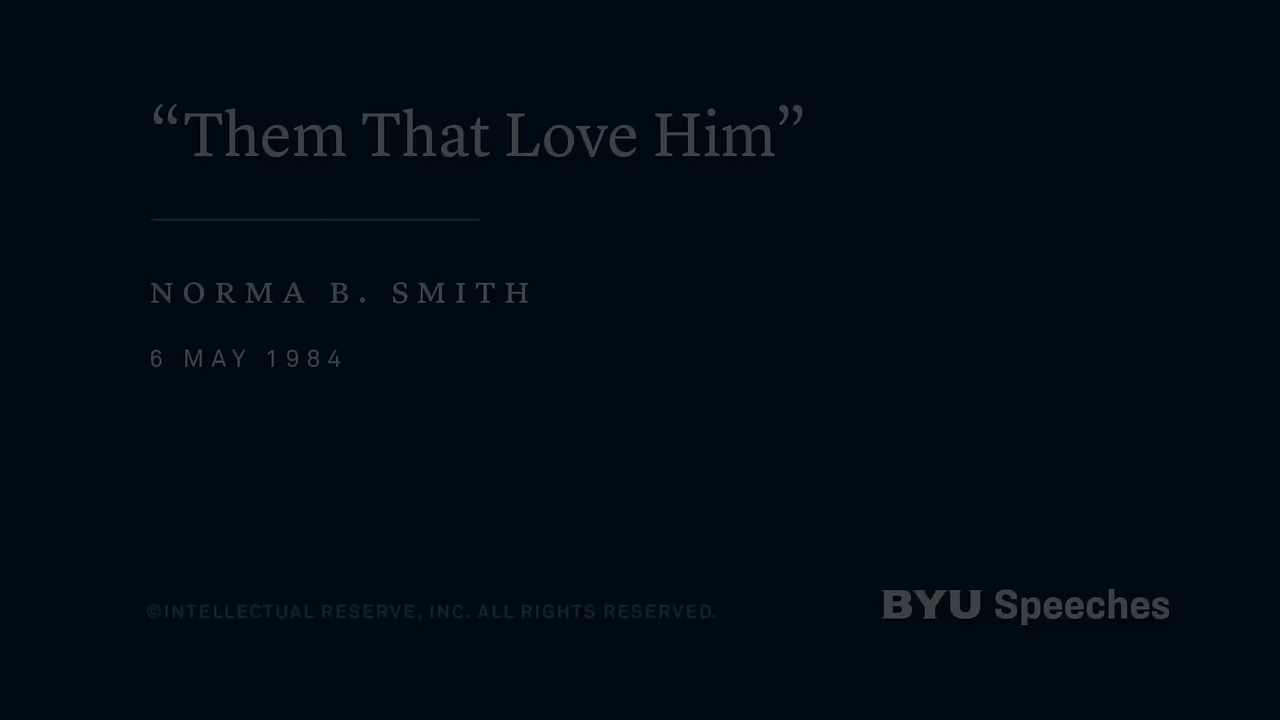 “Them That Love Him”
NORMA B. SMITH
6 MAY 1984
©INTELLECTUAL RESERVE, INC. ALL RIGHTS RESERVED.
BYU Speeches